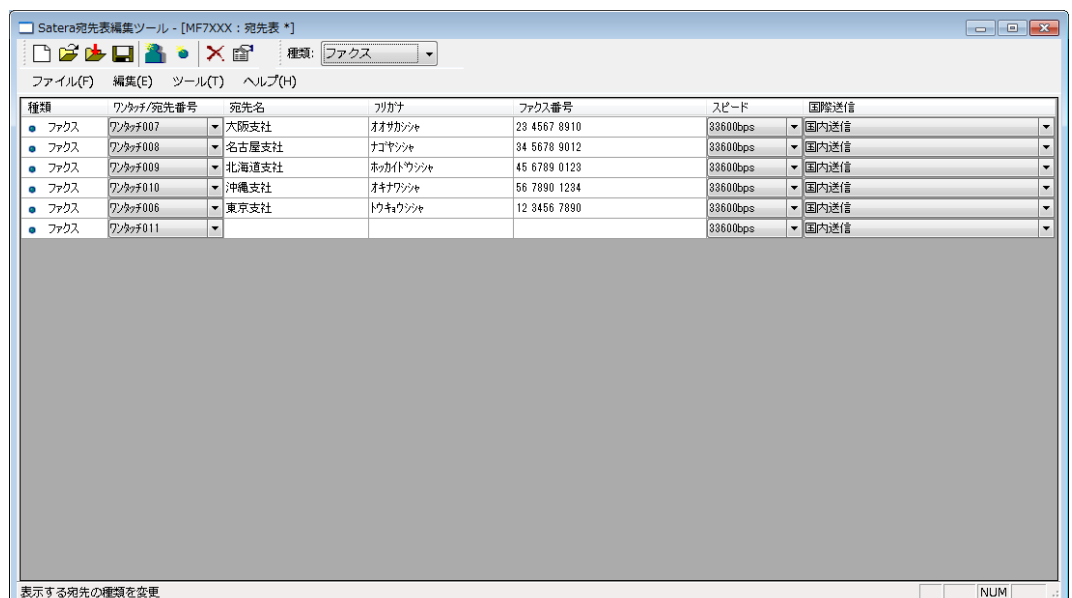 Satera宛先表編集ツール - [MF7XXX : 宛先表 *]
種類: ファクス
ファイル(F) 編集(E) ツール(T) ヘルプ(H)
種類 ワンタッチ/宛先番号 宛先名 フリガナ ファクス番号 スピード 国際送信
ファクス ワンタッチ007 大阪支社 オオサカシシャ 23 4567 8910 33600bps 国内送信
ファクス ワンタッチ008 名古屋支社 ナゴヤシシャ 34 5678 9012 33600bps 国内送信
ファクス ワンタッチ009 北海道支社 ホッカイドウシシャ 45 6789 0123 33600bps 国内送信
ファクス ワンタッチ010 沖縄支社 オキナワシシャ 56 7890 1234 33600bps 国内送信
ファクス ワンタッチ006 東京支社 トウキョウシシャ 12 3456 7890 33600bps 国内送信
ファクス ワンタッチ011 33600bps 国内送信
表示する宛先の種類を変更 NUM